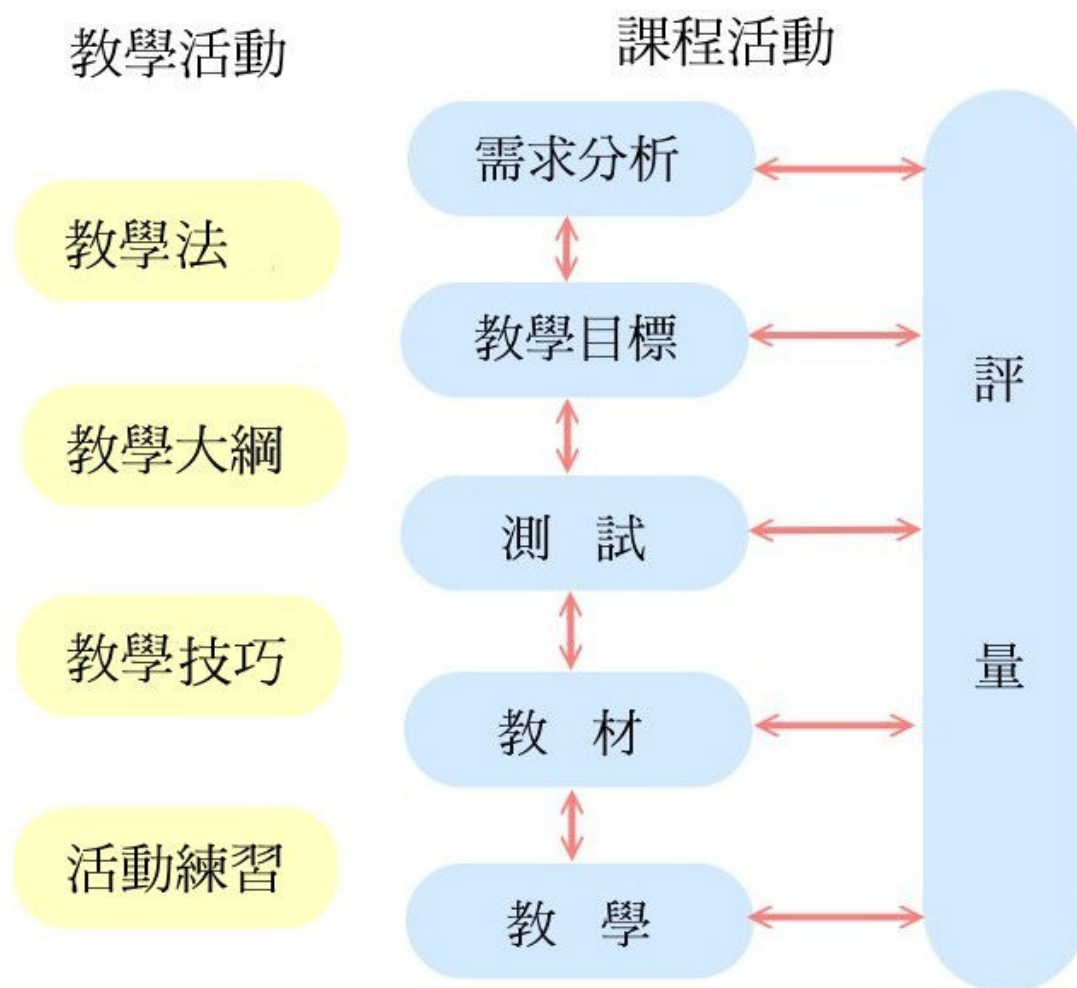 教學活動
課程活動
教學法
教學大綱
教學技巧
活動練習
需求分析
教學目標
測 試
教 材
教 學
評
量